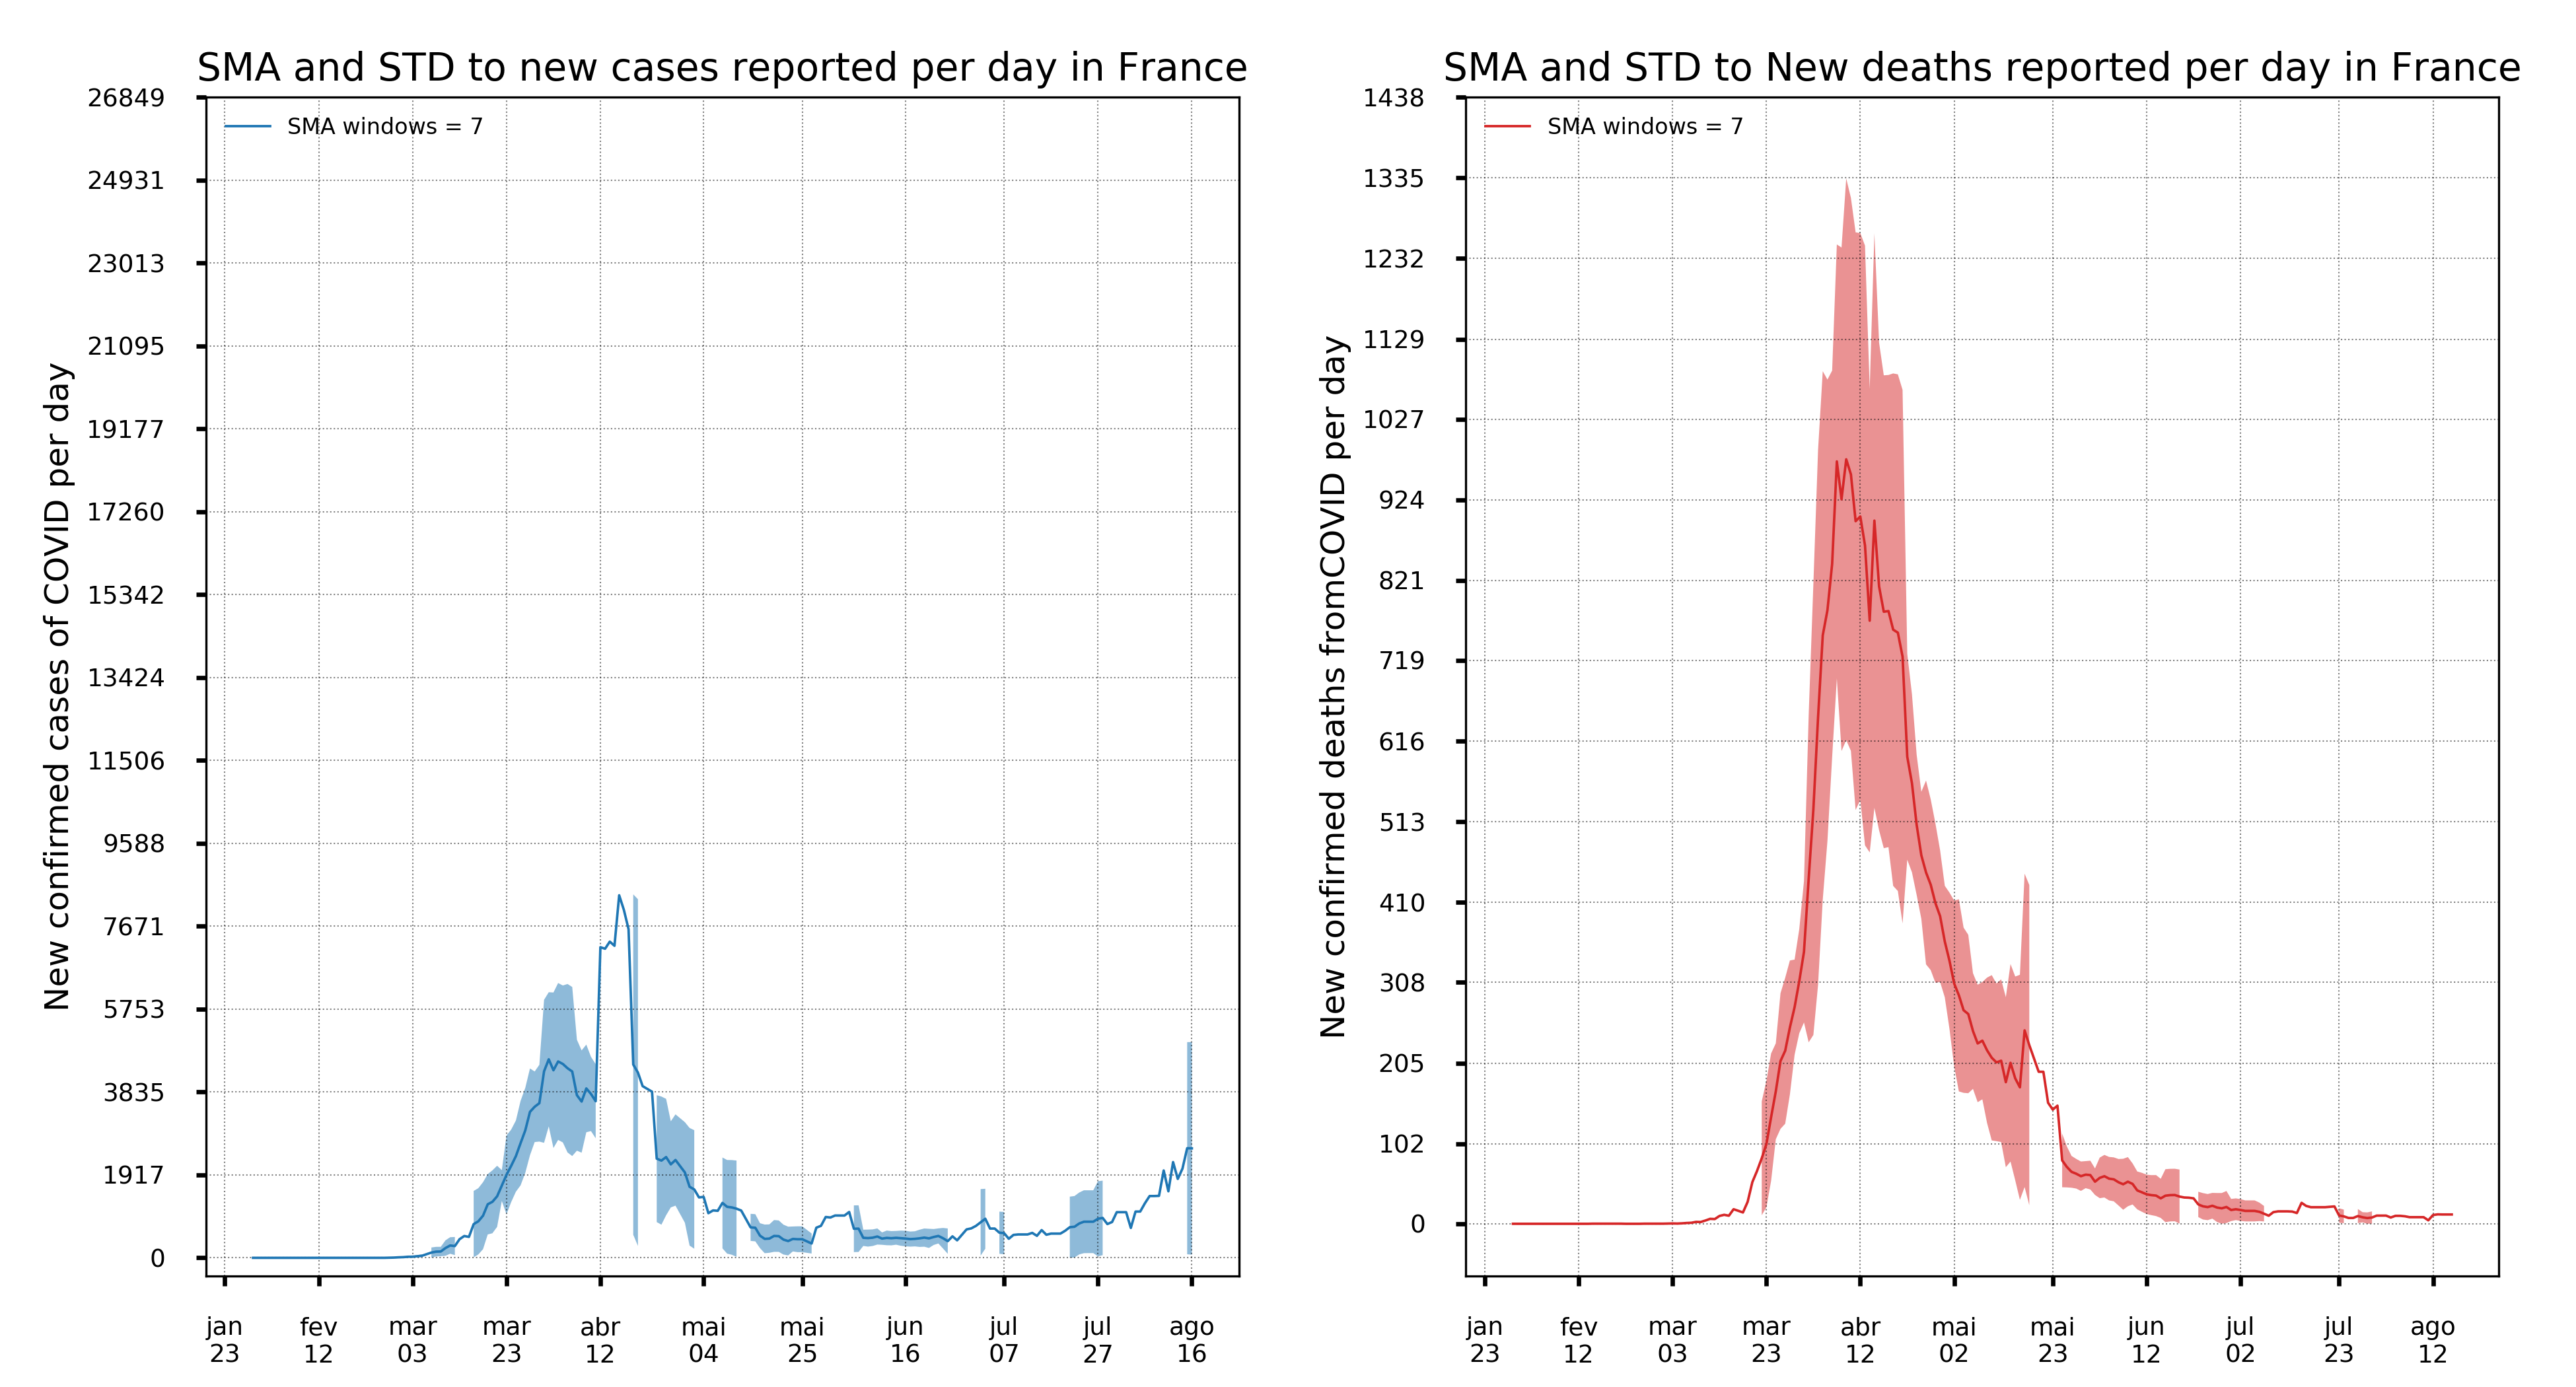 SMA and STD to new cases reported per day in France
SMA windows = 7
New confirmed cases of COVID per day
26849
24931
23013
21095
19177
17260
15342
13424
11506
9588
7671
5753
3835
1917
0
jan 23
fev 12
mar 03
mar 23
abr 12
mai 04
mai 25
jun 16
jul 07
jul 27
ago 16
SMA and STD to New deaths reported per day in France
SMA windows = 7
New confirmed deaths fromCOVID per day
1438
1335
1232
1129
1027
924
821
719
616
513
410
308
205
102
0
jan 23
fev 12
mar 03
mar 23
abr 12
mai 02
mai 23
jun 12
jul 02
jul 23
ago 12